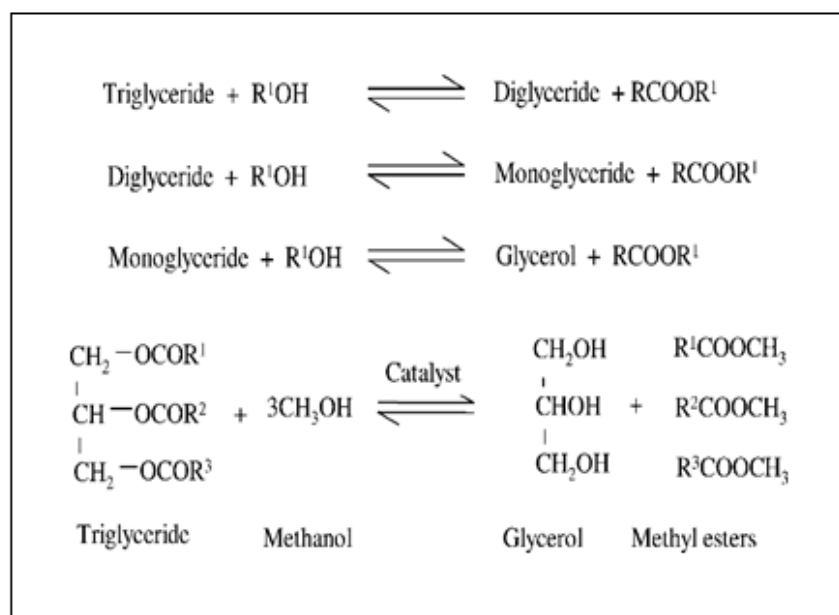 Triglyceride + R¹OH ⇌ Diglyceride + RCOOR¹
Diglyceride + R¹OH ⇌ Monoglyceride + RCOOR¹
Monoglyceride + R¹OH ⇌ Glycerol + RCOOR¹
CH₂ —OCOR¹ CH₂OH R¹COOCH₃
Catalyst
CH —OCOR² + 3CH₃OH ⇌ CHOH + R²COOCH₃
CH₂ —OCOR³ CH₂OH R³COOCH₃
Triglyceride Methanol Glycerol Methyl esters